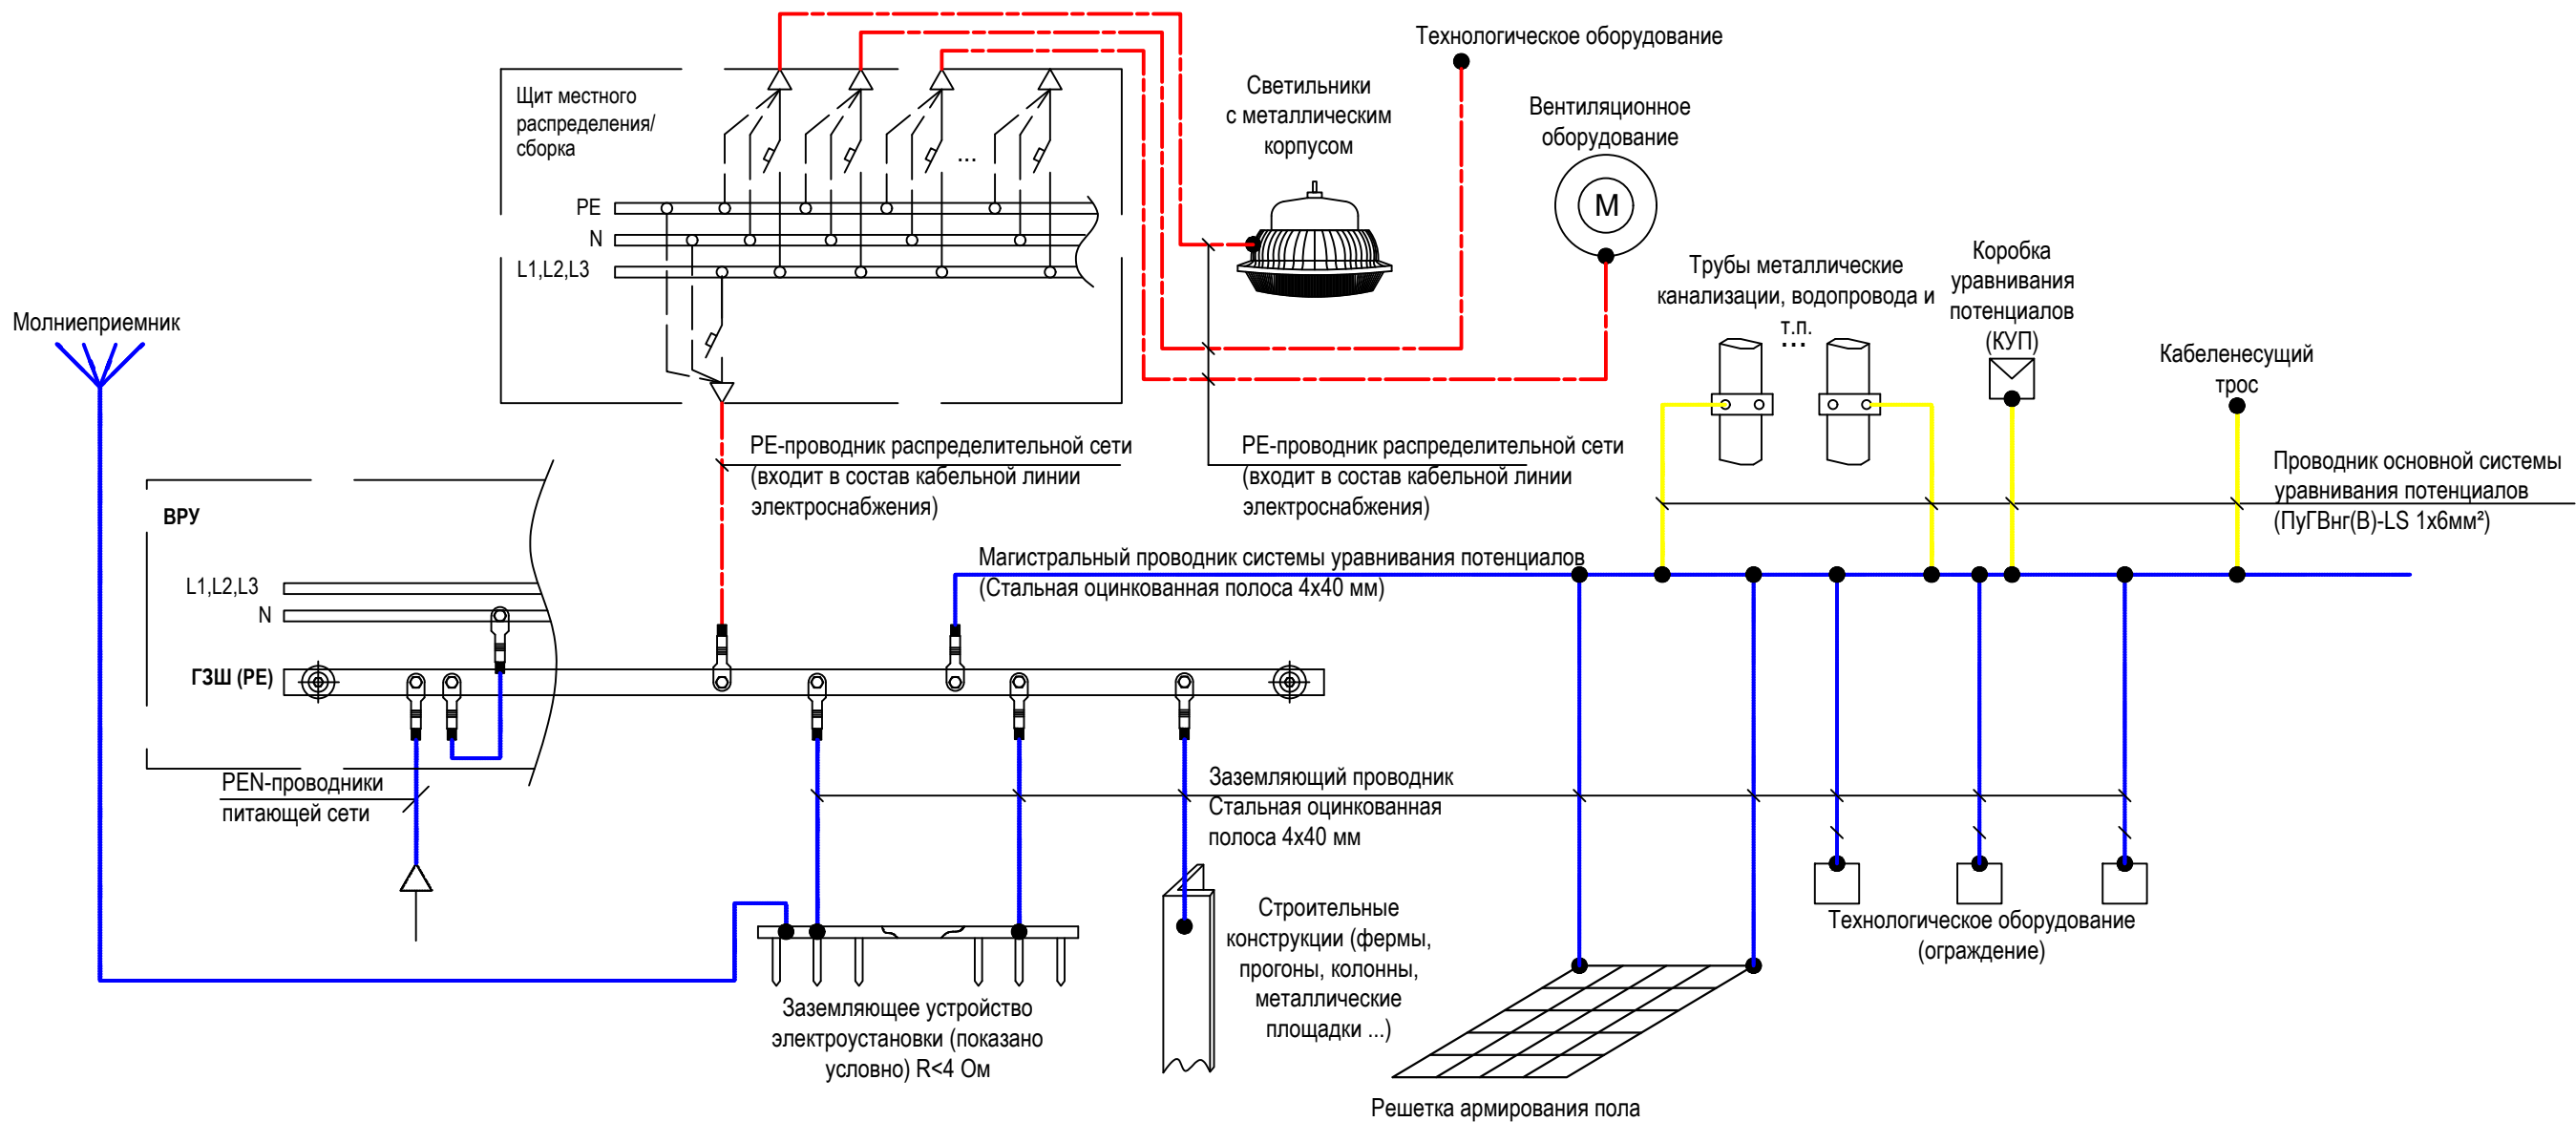 Технологическое оборудование
Щит местного
распределения/
сборка
Светильники
с металлическим
корпусом
Вентиляционное
оборудование
M
...
PE
N
L1,L2,L3
Трубы металлические
канализации, водопровода и
т.п.
...
Коробка
уравнивания
потенциалов
(КУП)
Кабеленесущий
трос
Молниеприемник
PE-проводник распределительной сети
(входит в состав кабельной линии
электроснабжения)
PE-проводник распределительной сети
(входит в состав кабельной линии
электроснабжения)
Проводник основной системы
уравнивания потенциалов
(ПуГВнг(В)-LS 1х6мм²)
ВРУ
Магистральный проводник системы уравнивания потенциалов
(Стальная оцинкованная полоса 4х40 мм)
L1,L2,L3
N
ГЗШ (PE)
PEN-проводники
питающей сети
Заземляющий проводник
Стальная оцинкованная
полоса 4х40 мм
Строительные
конструкции (фермы,
прогоны, колонны,
металлические
площадки ...)
Технологическое оборудование
(ограждение)
Заземляющее устройство
электроустановки (показано
условно) R<4 Ом
Решетка армирования пола